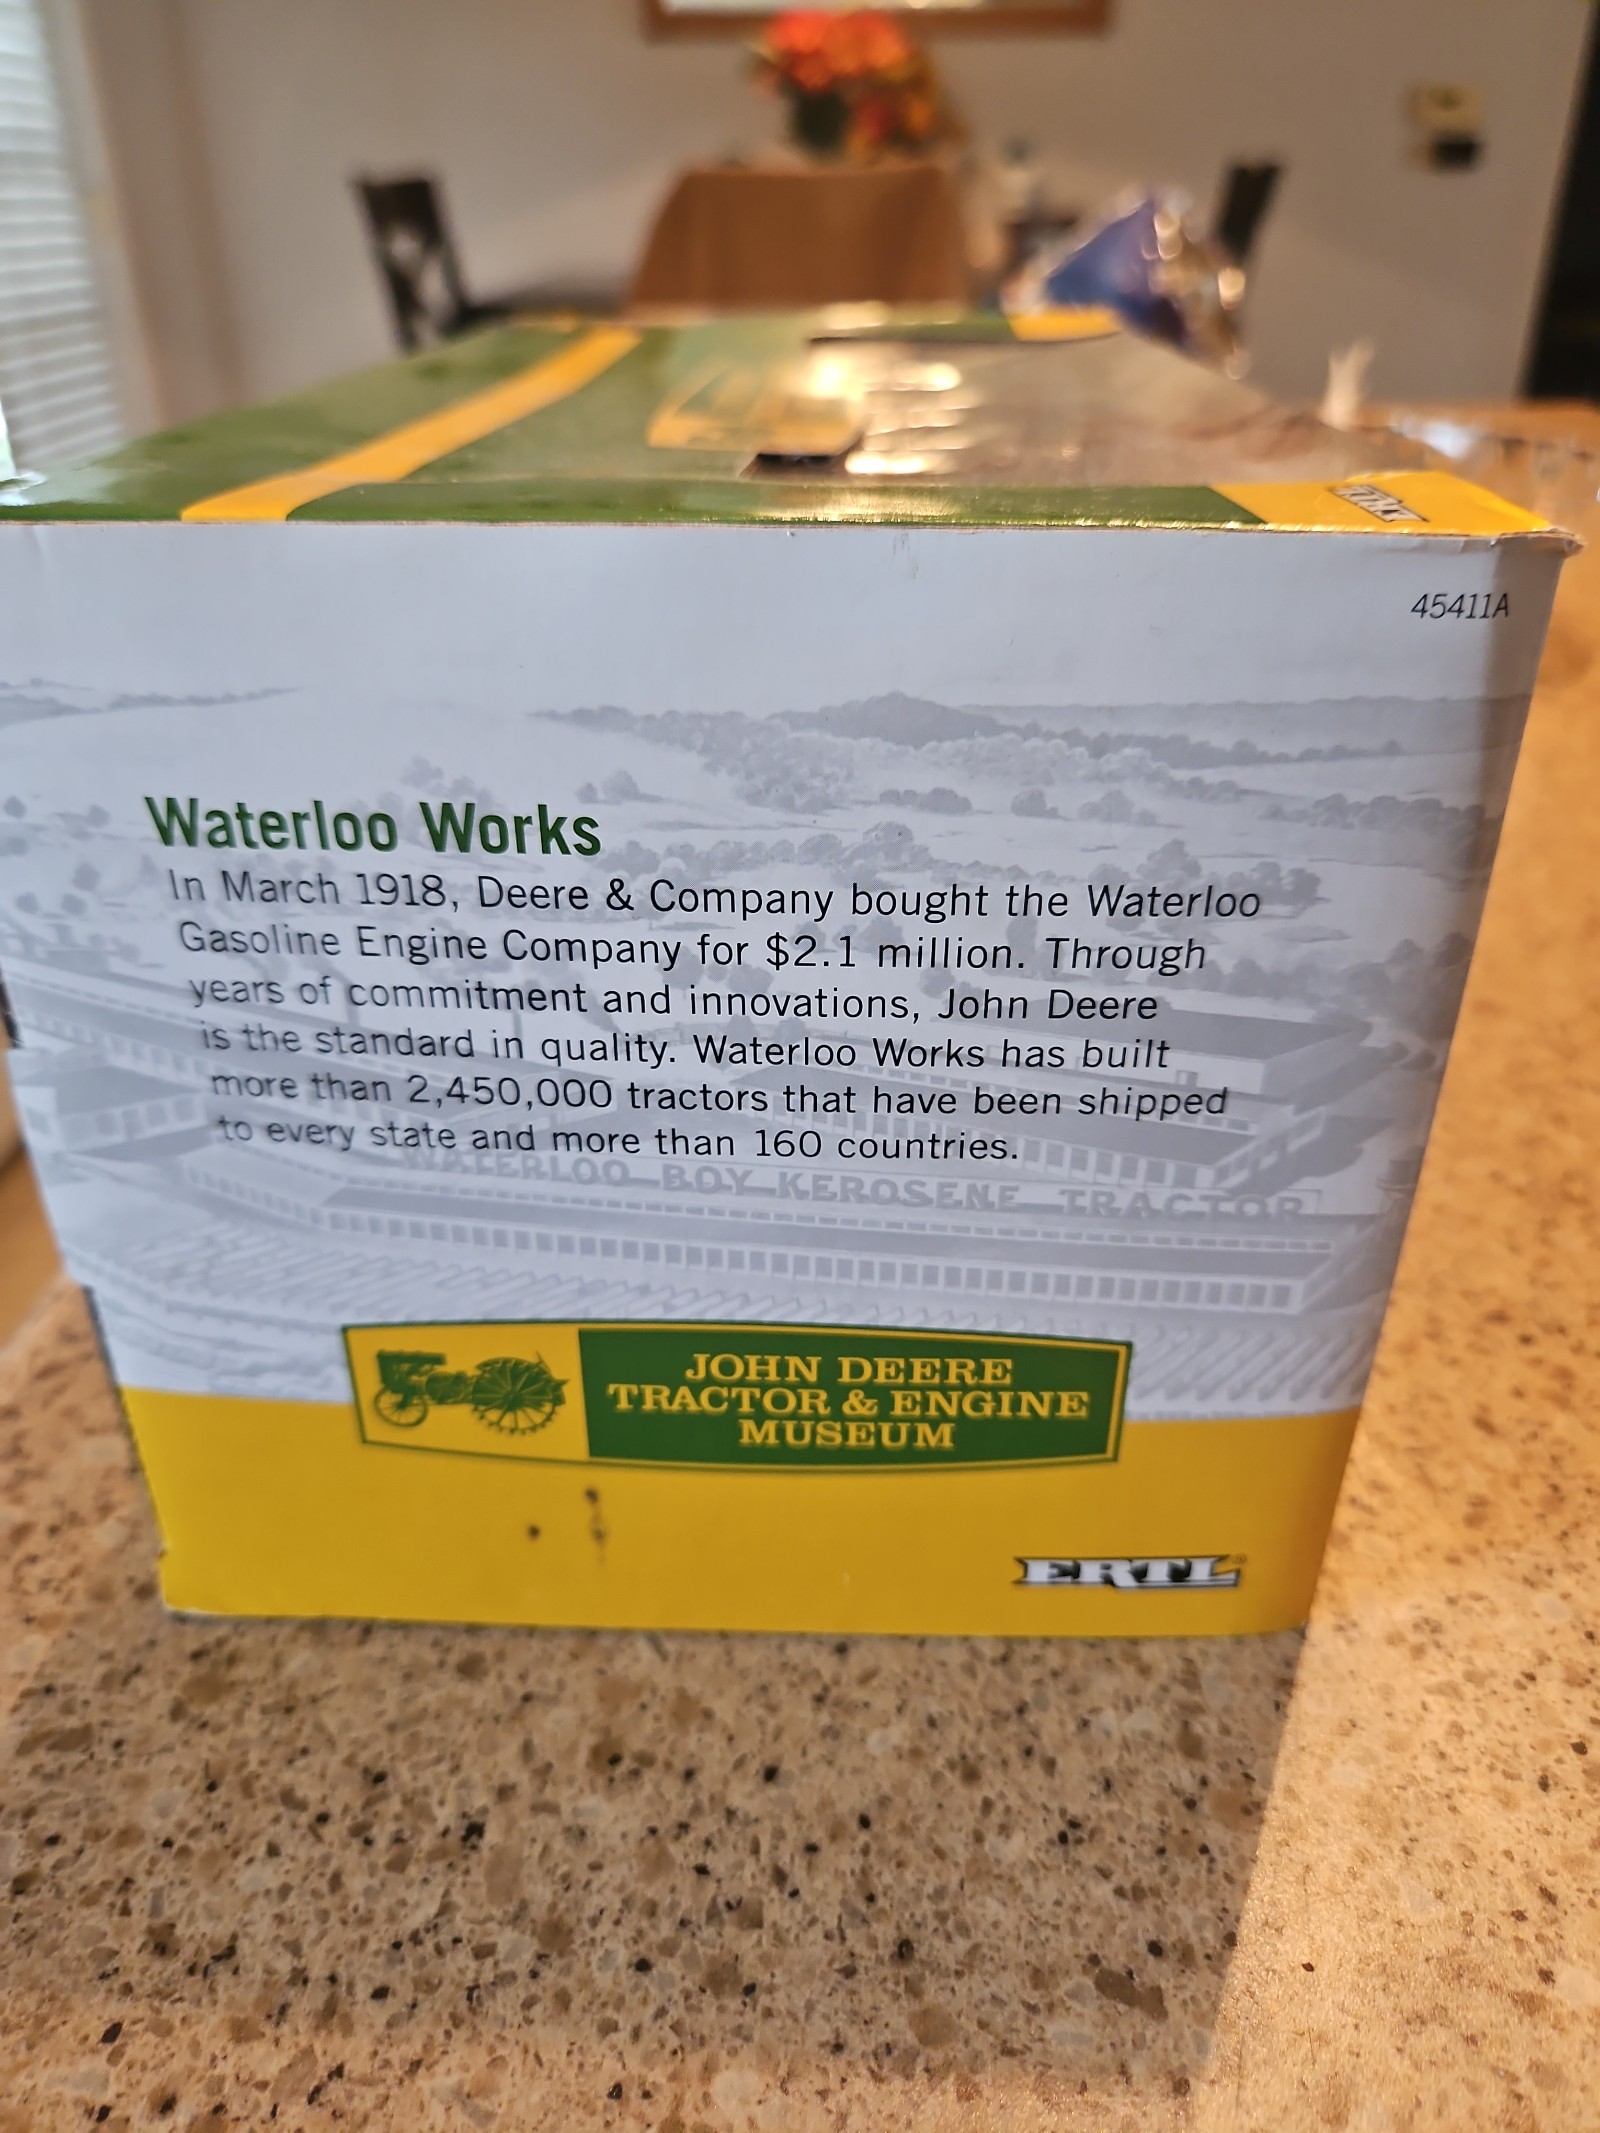 45411A
Waterloo Works
In March 1918, Deere & Company bought the Waterloo
Gasoline Engine Company for $2.1 million. Through
years of commitment and innovations, John Deere
is the standard in quality. Waterloo Works has built
more than 2,450,000 tractors that have been shipped
to every state and more than 160 countries.
WATERLOO BOY KEROSENE TRACTOR
JOHN DEERE
TRACTOR & ENGINE
MUSEUM
ERTL®